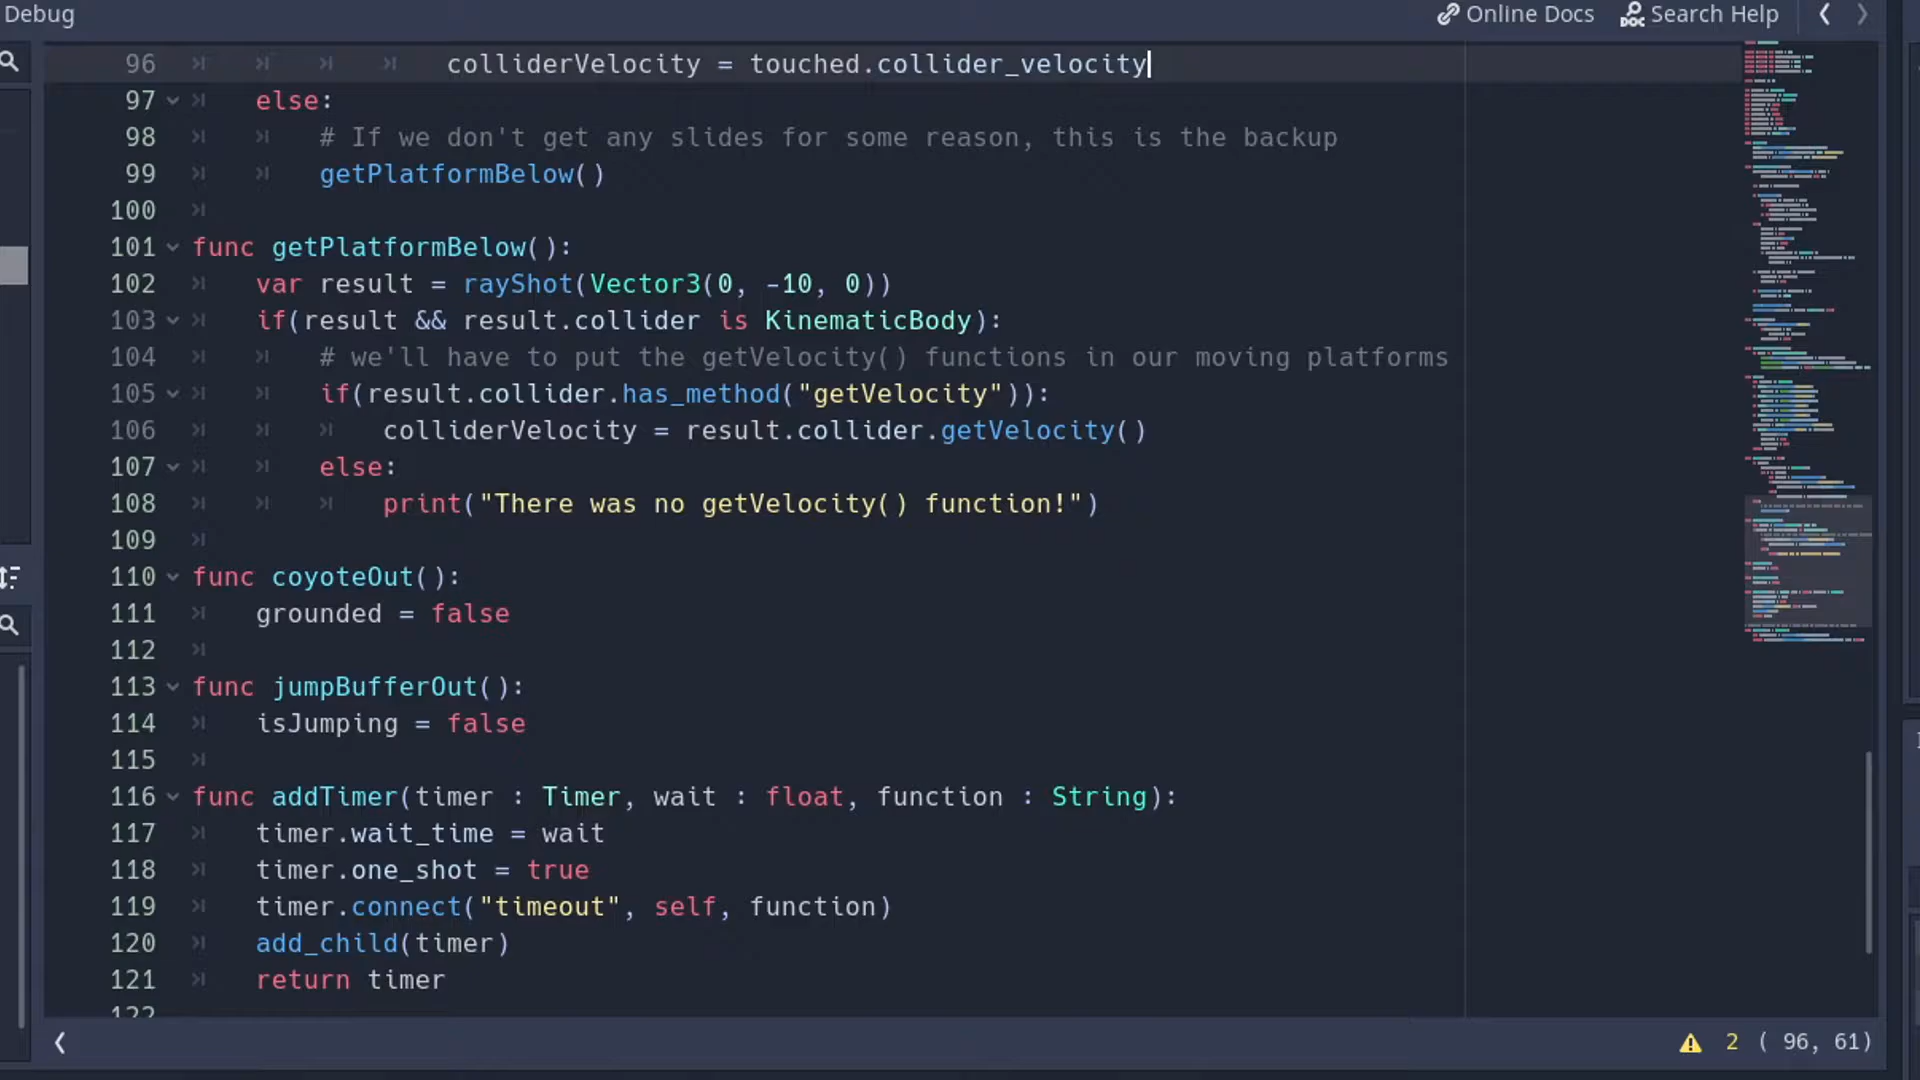 Debug
Online Docs
Search Help
96 colliderVelocity = touched.collider_velocity
97 else:
98 # If we don't get any slides for some reason, this is the backup
99 getPlatformBelow()
100
101 func getPlatformBelow():
102 var result = rayShot(Vector3(0, -10, 0))
103 if(result && result.collider is KinematicBody):
104 # we'll have to put the getVelocity() functions in our moving platforms
105 if(result.collider.has_method("getVelocity")):
106 colliderVelocity = result.collider.getVelocity()
107 else:
108 print("There was no getVelocity() function!")
109
110 func coyoteOut():
111 grounded = false
112
113 func jumpBufferOut():
114 isJumping = false
115
116 func addTimer(timer : Timer, wait : float, function : String):
117 timer.wait_time = wait
118 timer.one_shot = true
119 timer.connect("timeout", self, function)
120 add_child(timer)
121 return timer
122
2 ( 96, 61)